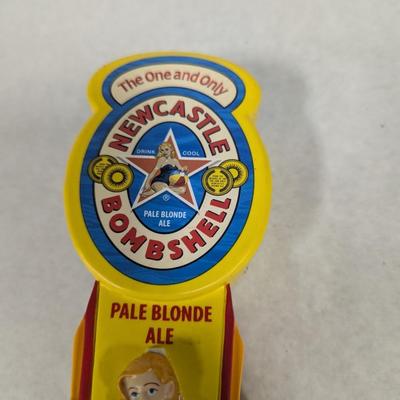 The One and Only
NEWCASTLE
DRINK COOL
®
PALE BLONDE
ALE
BOMBSHELL
PALE BLONDE
ALE